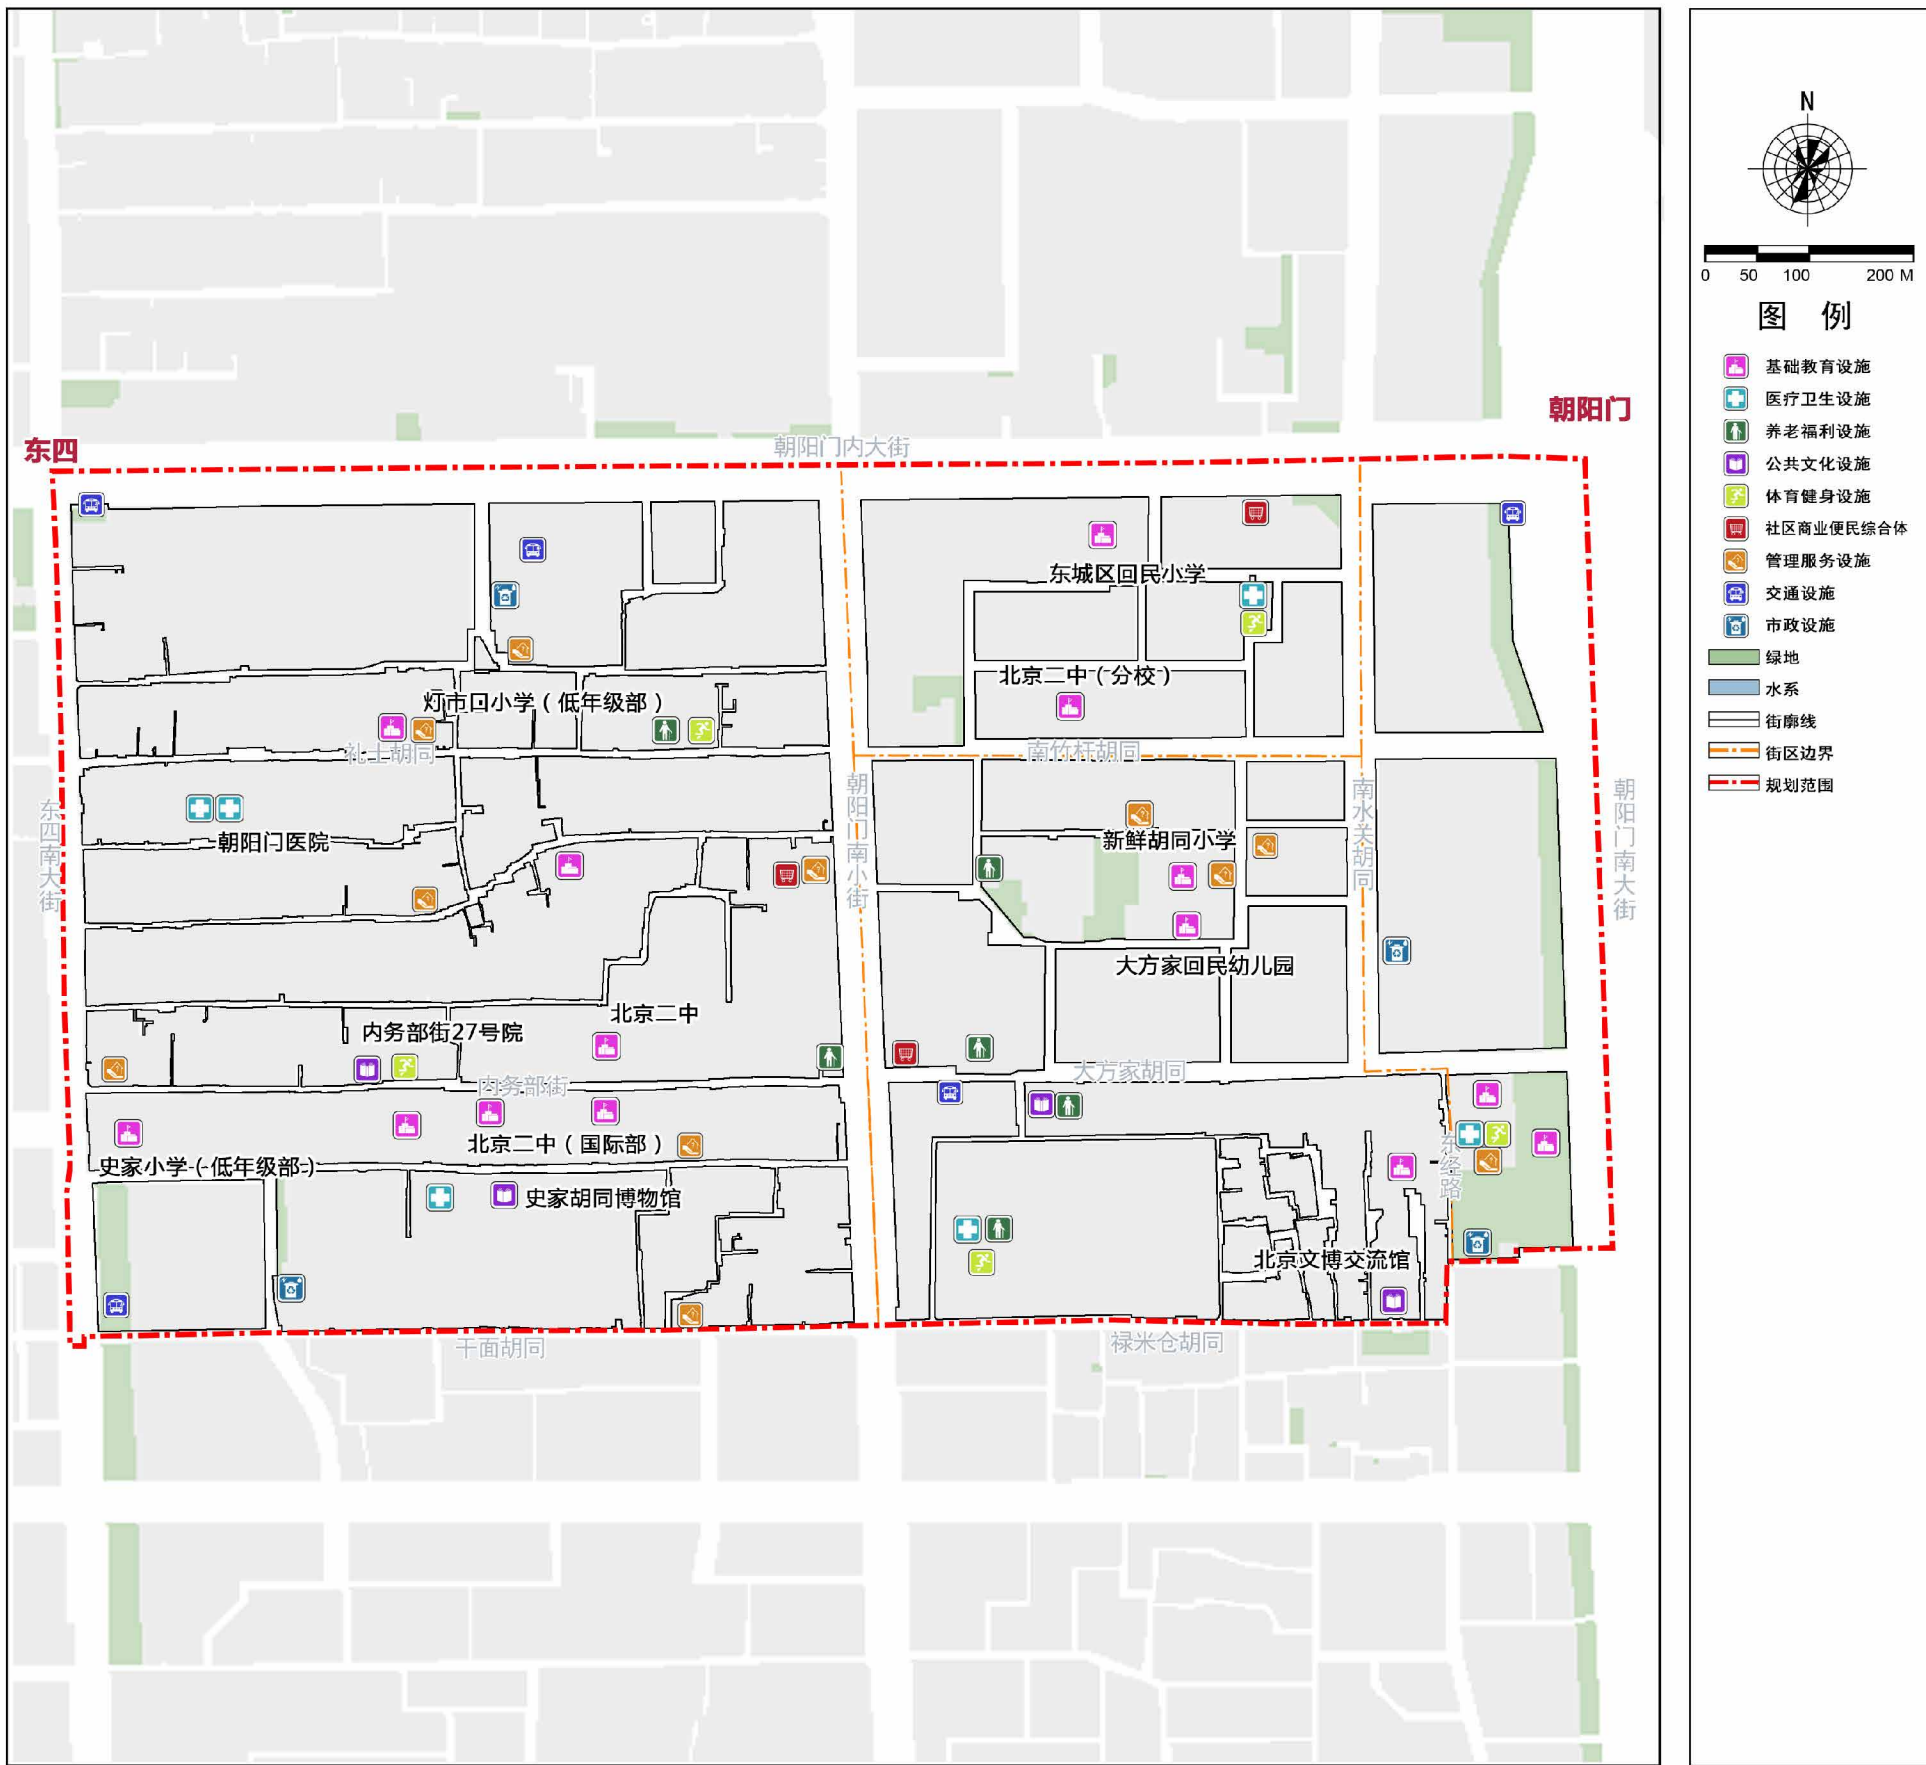 朝阳门
东四
朝阳门内大街
东城区回民小学
北京二中（分校）
灯市口小学（低年级部）
礼士胡同
南竹杆胡同
东四南大街
朝阳门南小街
南水关胡同
朝阳门南大街
朝阳门医院
新鲜胡同小学
大方家回民幼儿园
北京二中
内务部街27号院
内务部街
大方家胡同
北京二中（国际部）
史家小学（低年级部）
东经路
史家胡同博物馆
北京文博交流馆
干面胡同
禄米仓胡同
N
0 50 100 200 M
图 例
基础教育设施
医疗卫生设施
养老福利设施
公共文化设施
体育健身设施
社区商业便民综合体
管理服务设施
交通设施
市政设施
绿地
水系
街廓线
街区边界
规划范围